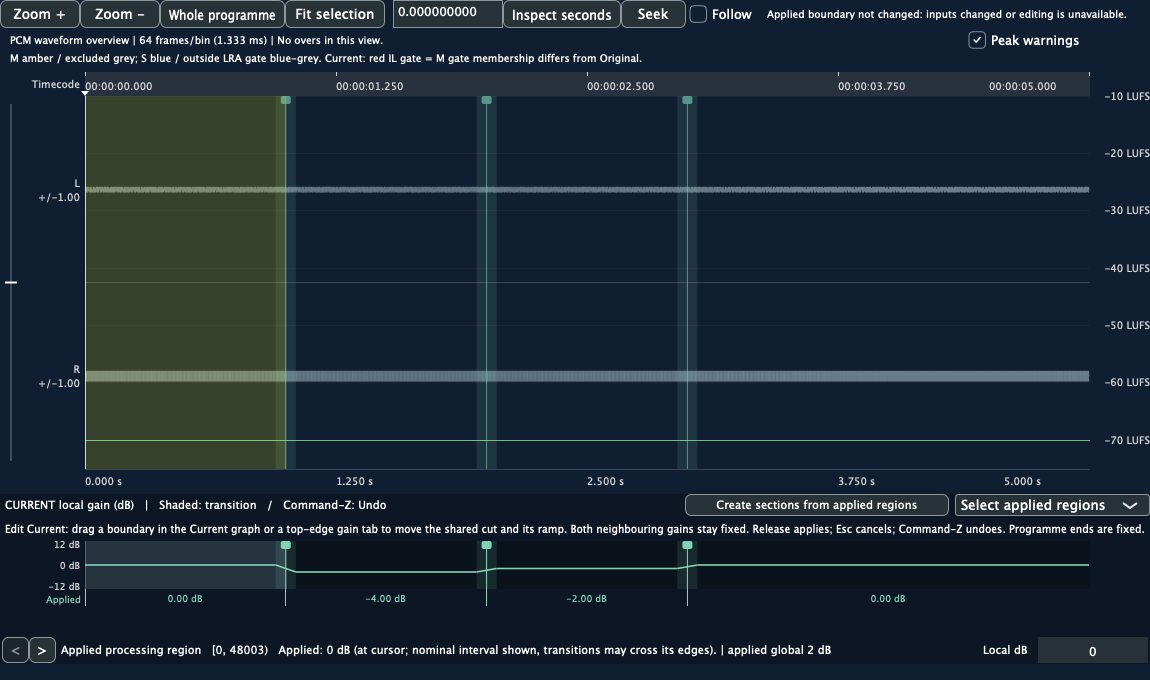 Zoom + Zoom − Whole programme Fit selection 0.000000000 Inspect seconds Seek Follow Applied boundary not changed: inputs changed or editing is unavailable.
PCM waveform overview | 64 frames/bin (1.333 ms) | No overs in this view. Peak warnings
M amber / excluded grey; S blue / outside LRA gate blue-grey. Current: red IL gate = M gate membership differs from Original.
Timecode 00:00:00.000 00:00:01.250 00:00:02.500 00:00:03.750 00:00:05.000
−10 LUFS
−20 LUFS
L
+/−1.00
−30 LUFS
−40 LUFS
−50 LUFS
R
+/−1.00
−60 LUFS
−70 LUFS
0.000 s 1.250 s 2.500 s 3.750 s 5.000 s
CURRENT local gain (dB) | Shaded: transition / Command-Z: Undo Create sections from applied regions Select applied regions
Edit Current: drag a boundary in the Current graph or a top-edge gain tab to move the shared cut and its ramp. Both neighbouring gains stay fixed. Release applies; Esc cancels; Command-Z undoes. Programme ends are fixed.
12 dB
0 dB
−12 dB
Applied 0.00 dB −4.00 dB −2.00 dB 0.00 dB
< > Applied processing region [0, 48003) Applied: 0 dB (at cursor; nominal interval shown, transitions may cross its edges). | applied global 2 dB Local dB 0